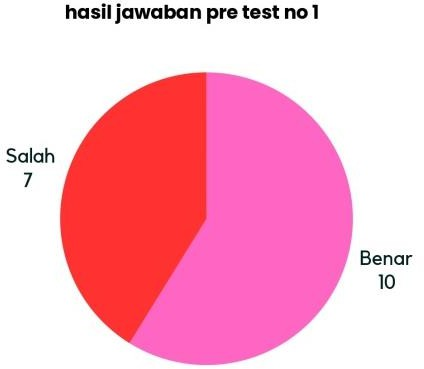 hasil jawaban pre test no 1
Salah
7
Benar
10